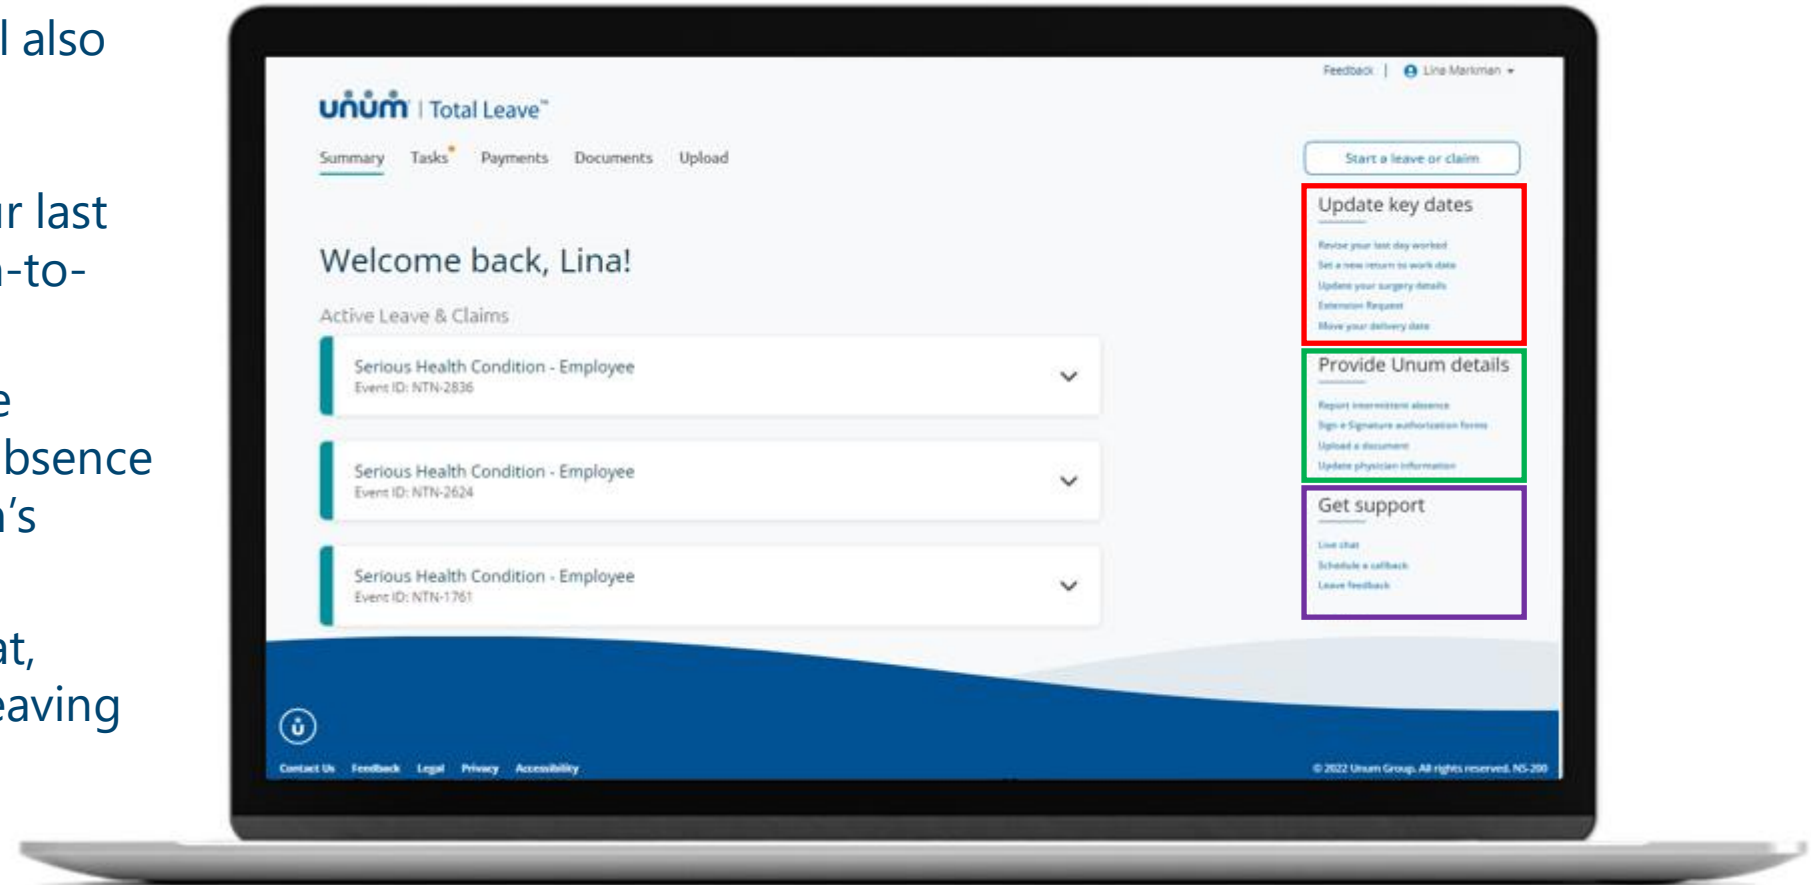 l also
r last
-to-
e
bsence
's
at,
eaving
Feedback | Lina Markman
unum | Total Leave™
Summary Tasks Payments Documents Upload
Start a leave or claim
Welcome back, Lina!
Active Leave & Claims
Serious Health Condition - Employee
Event ID: NTN-2836
Serious Health Condition - Employee
Event ID: NTN-2624
Serious Health Condition - Employee
Event ID: NTN-1761
Update key dates
Revise your last day worked
Set a new return to work date
Update your surgery details
Extension Request
Move your delivery date
Provide Unum details
Report intermittent absence
Sign e-Signature authorization forms
Upload a document
Update physician information
Get support
Live chat
Schedule a callback
Leave feedback
Contact Us Feedback Legal Privacy Accessibility
© 2022 Unum Group. All rights reserved. NS-200